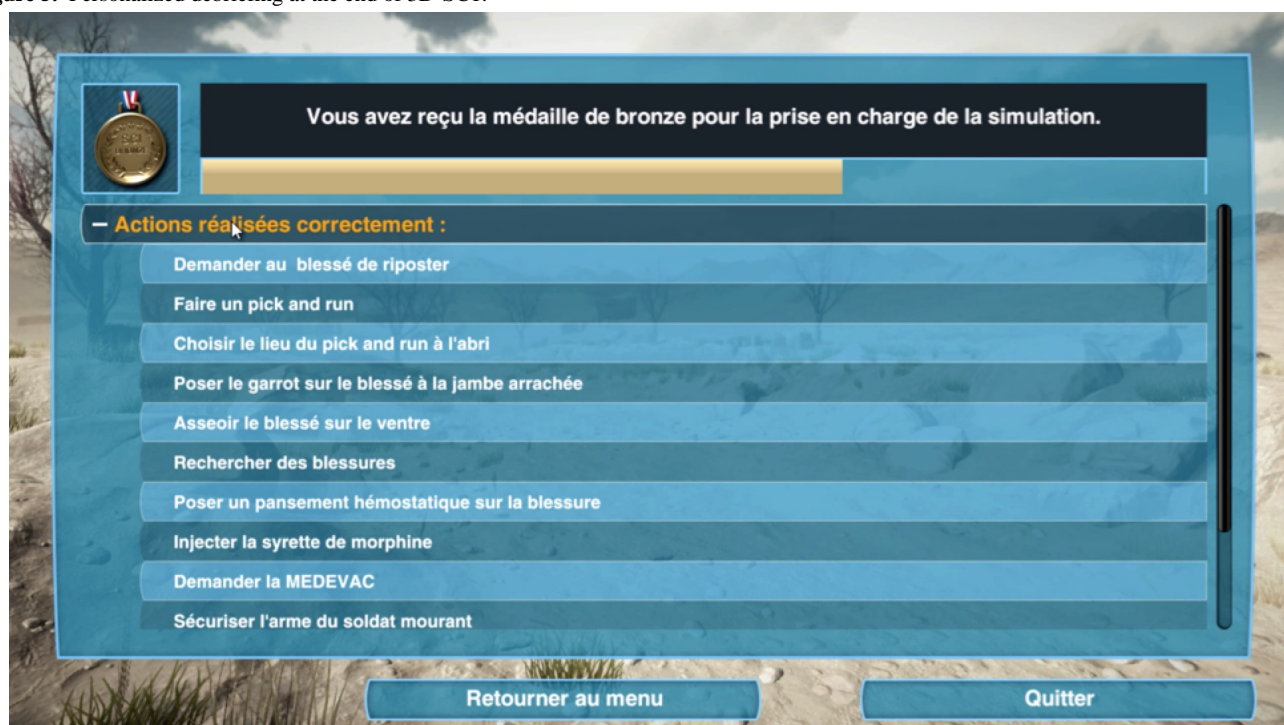 Vous avez reçu la médaille de bronze pour la prise en charge de la simulation.
– Actions réalisées correctement :
Demander au blessé de riposter
Faire un pick and run
Choisir le lieu du pick and run à l'abri
Poser le garrot sur le blessé à la jambe arrachée
Asseoir le blessé sur le ventre
Rechercher des blessures
Poser un pansement hémostatique sur la blessure
Injecter la syrette de morphine
Demander la MEDEVAC
Sécuriser l'arme du soldat mourant
Retourner au menu
Quitter